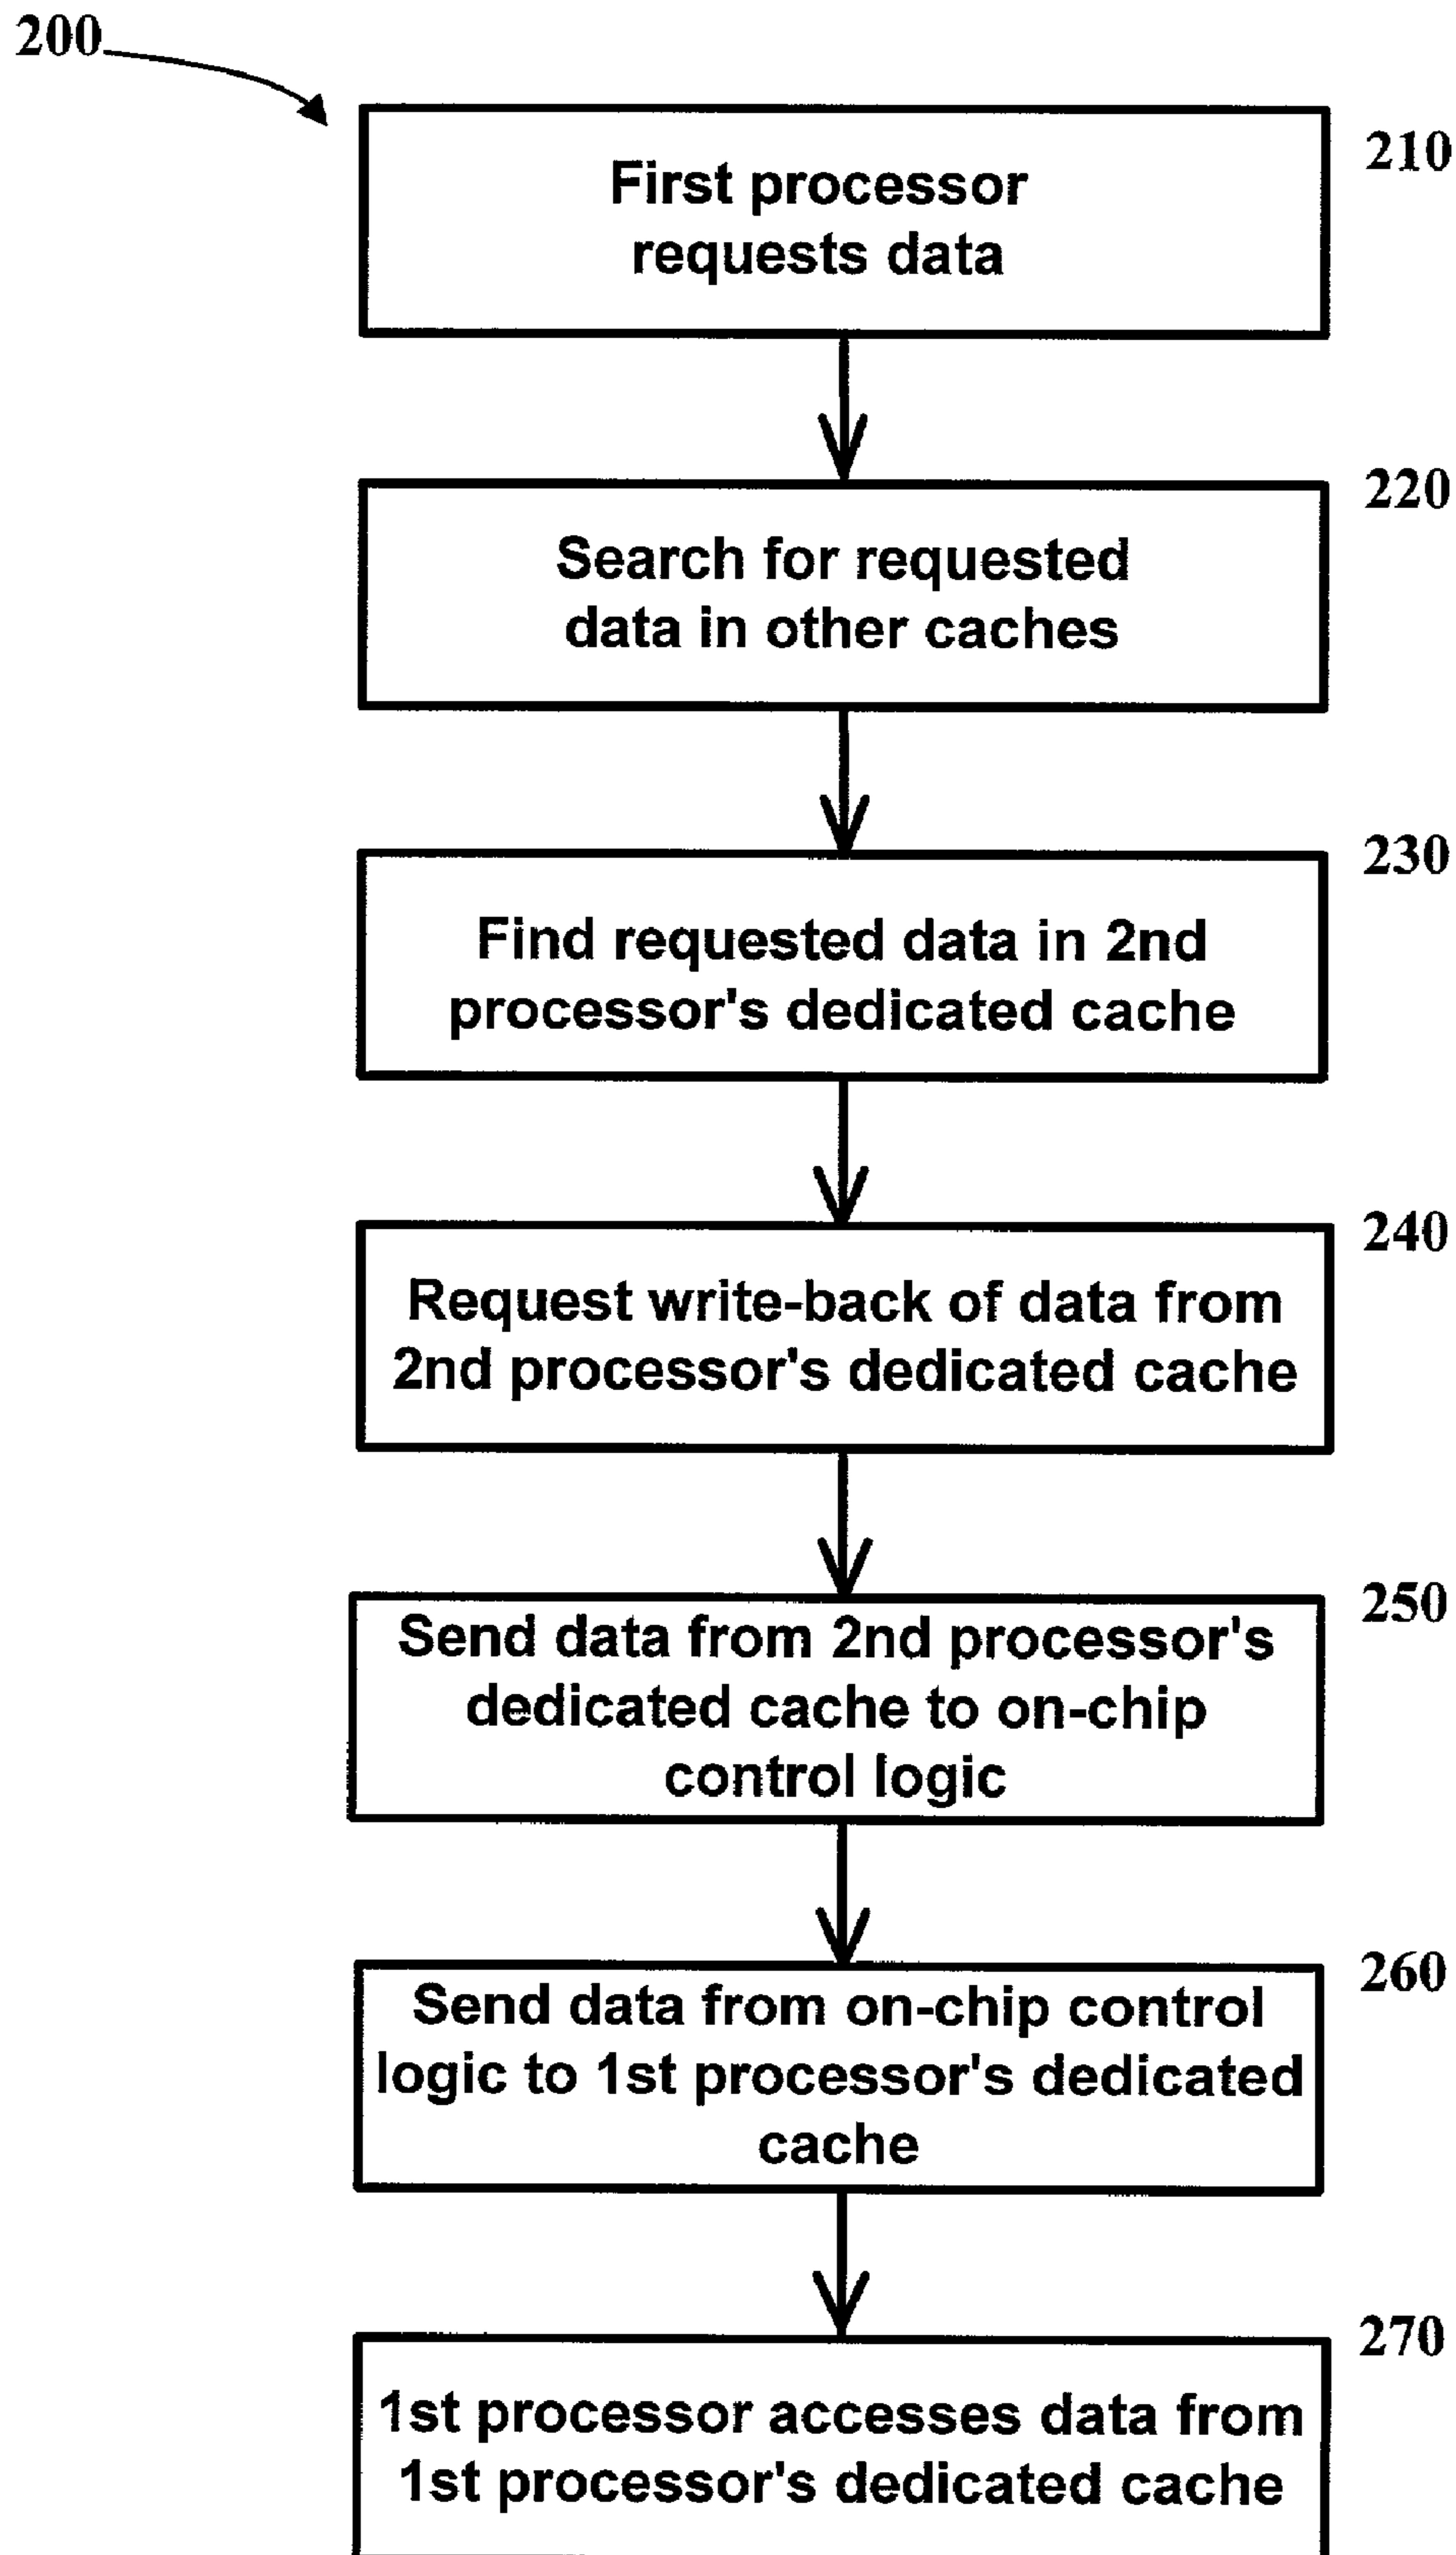 200
210
First processor
requests data
220
Search for requested
data in other caches
230
Find requested data in 2nd
processor's dedicated cache
240
Request write-back of data from
2nd processor's dedicated cache
250
Send data from 2nd processor's
dedicated cache to on-chip
control logic
260
Send data from on-chip control
logic to 1st processor's dedicated
cache
270
1st processor accesses data from
1st processor's dedicated cache